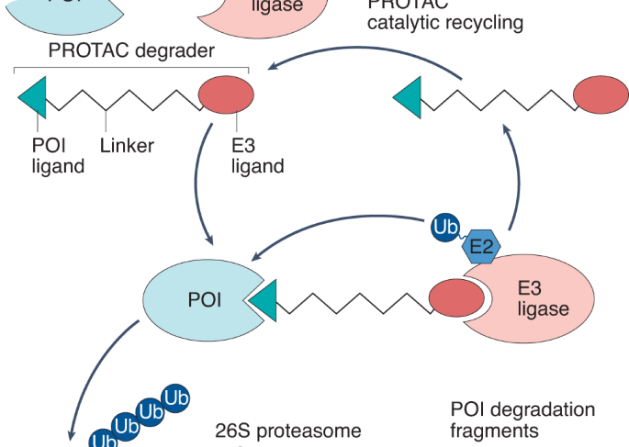 POI
ligase
PROTAC
catalytic recycling
PROTAC degrader
POI
ligand
Linker
E3
ligand
Ub
E2
POI
E3
ligase
Ub
Ub
Ub
Ub
26S proteasome
POI degradation
fragments